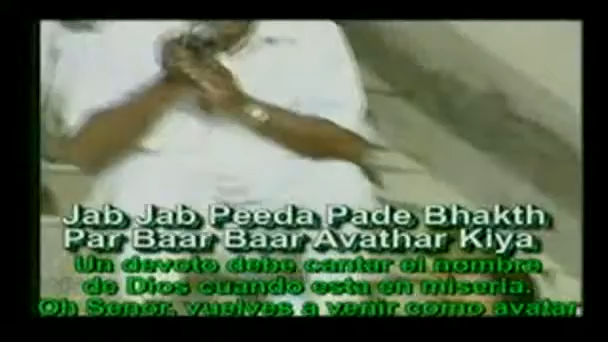 Jab Jab Peeda Pade Bhakth
Par Baar Baar Avathar Kiya
Un devoto debe cantar el nombre
de Dios cuando esta en miseria.
Oh Senor, vuelves a venir como avatar